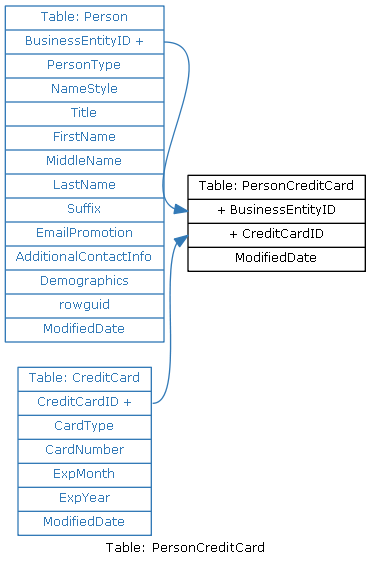 Table: Person
BusinessEntityID +
PersonType
NameStyle
Title
FirstName
MiddleName
LastName
Suffix
EmailPromotion
AdditionalContactInfo
Demographics
rowguid
ModifiedDate
Table: PersonCreditCard
+ BusinessEntityID
+ CreditCardID
ModifiedDate
Table: CreditCard
CreditCardID +
CardType
CardNumber
ExpMonth
ExpYear
ModifiedDate
Table: PersonCreditCard